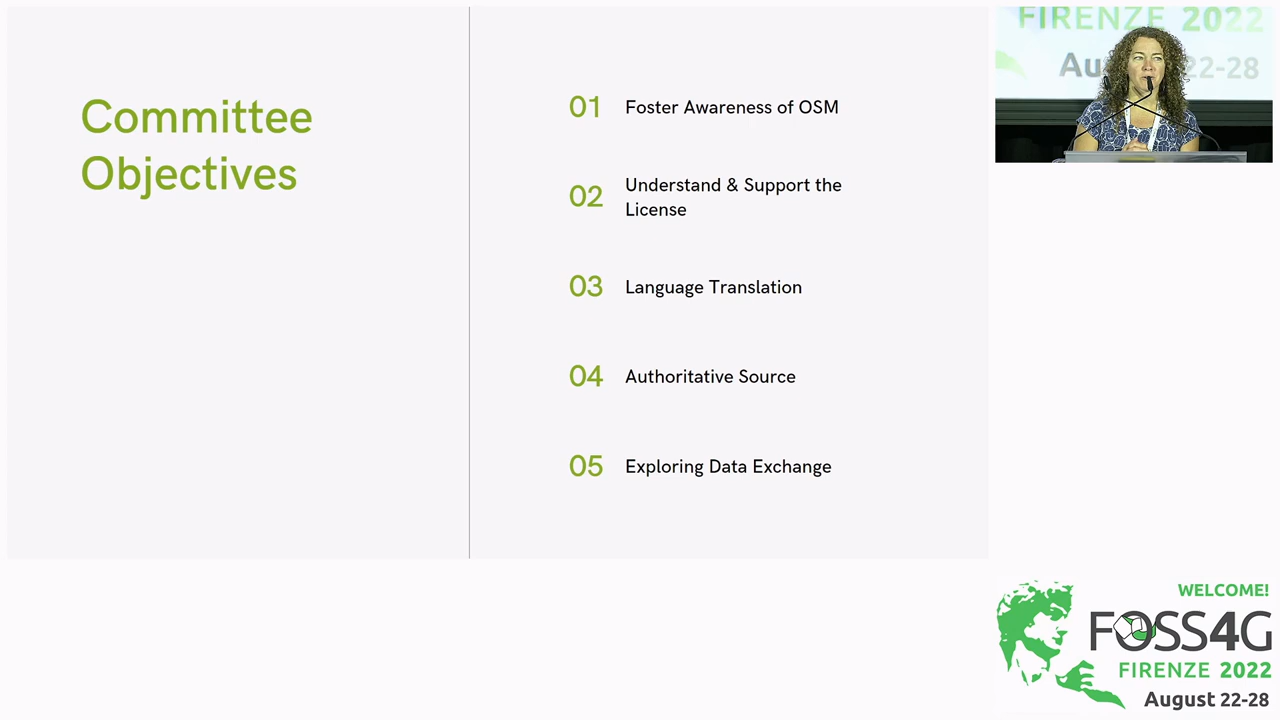 Committee
Objectives
01 Foster Awareness of OSM
02 Understand & Support the
License
03 Language Translation
04 Authoritative Source
05 Exploring Data Exchange
FIRENZE 2022
22-28
WELCOME!
FOSS4G
FIRENZE 2022
August 22-28